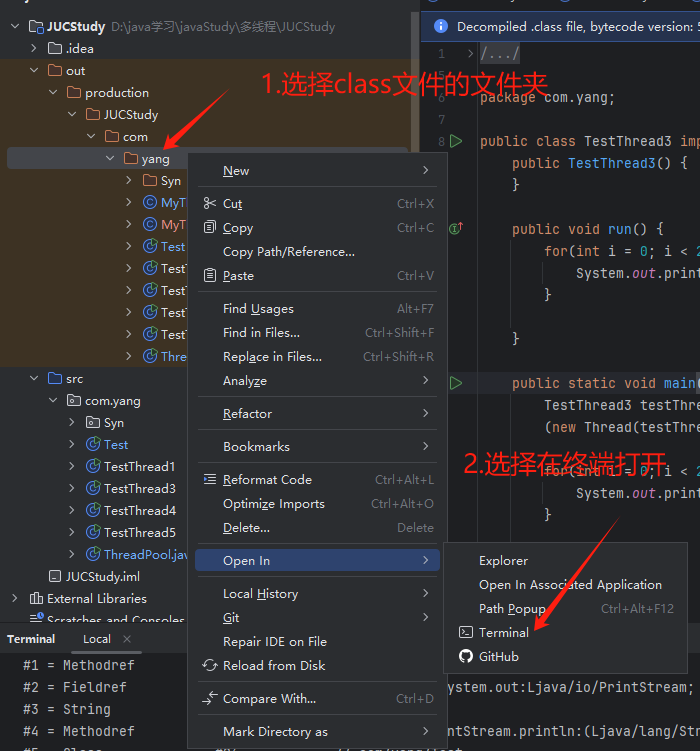 JUCStudy D:\java学习\javaStudy\多线程\JUCStudy
.idea
out
production
JUCStudy
com
yang
Syn
MyT
MyT
Test
TestT
TestT
TestT
TestT
Thre
src
com.yang
Syn
Test
TestThread1
TestThread3
TestThread4
TestThread5
ThreadPool.jav
JUCStudy.iml
External Libraries
Scratches and Consoles
1.选择class文件的文件夹
New
Cut Ctrl+X
Copy Ctrl+C
Copy Path/Reference...
Paste Ctrl+V
Find Usages Alt+F7
Find in Files... Ctrl+Shift+F
Replace in Files... Ctrl+Shift+R
Analyze
Refactor
Bookmarks
Reformat Code Ctrl+Alt+L
Optimize Imports Ctrl+Alt+O
Delete... Delete
Open In
Local History
Git
Repair IDE on File
Reload from Disk
Compare With... Ctrl+D
Mark Directory as
2.选择在终端打开
Explorer
Open In Associated Application
Path Popup Ctrl+Alt+F12
Terminal
GitHub
Decompiled .class file, bytecode version: 5
1 /.../
6 package com.yang;
7
8 public class TestThread3 imp
public TestThread3() {
}
public void run() {
for(int i = 0; i < 2
System.out.print
}
}
public static void main(
TestThread3 testThre
(new Thread(testThre
for(int i = 0; i < 2
System.out.print
}
Terminal Local
#1 = Methodref
#2 = Fieldref
#3 = String
#4 = Methodref
ystem.out:Ljava/io/PrintStream;
ntStream.println:(Ljava/lang/Str